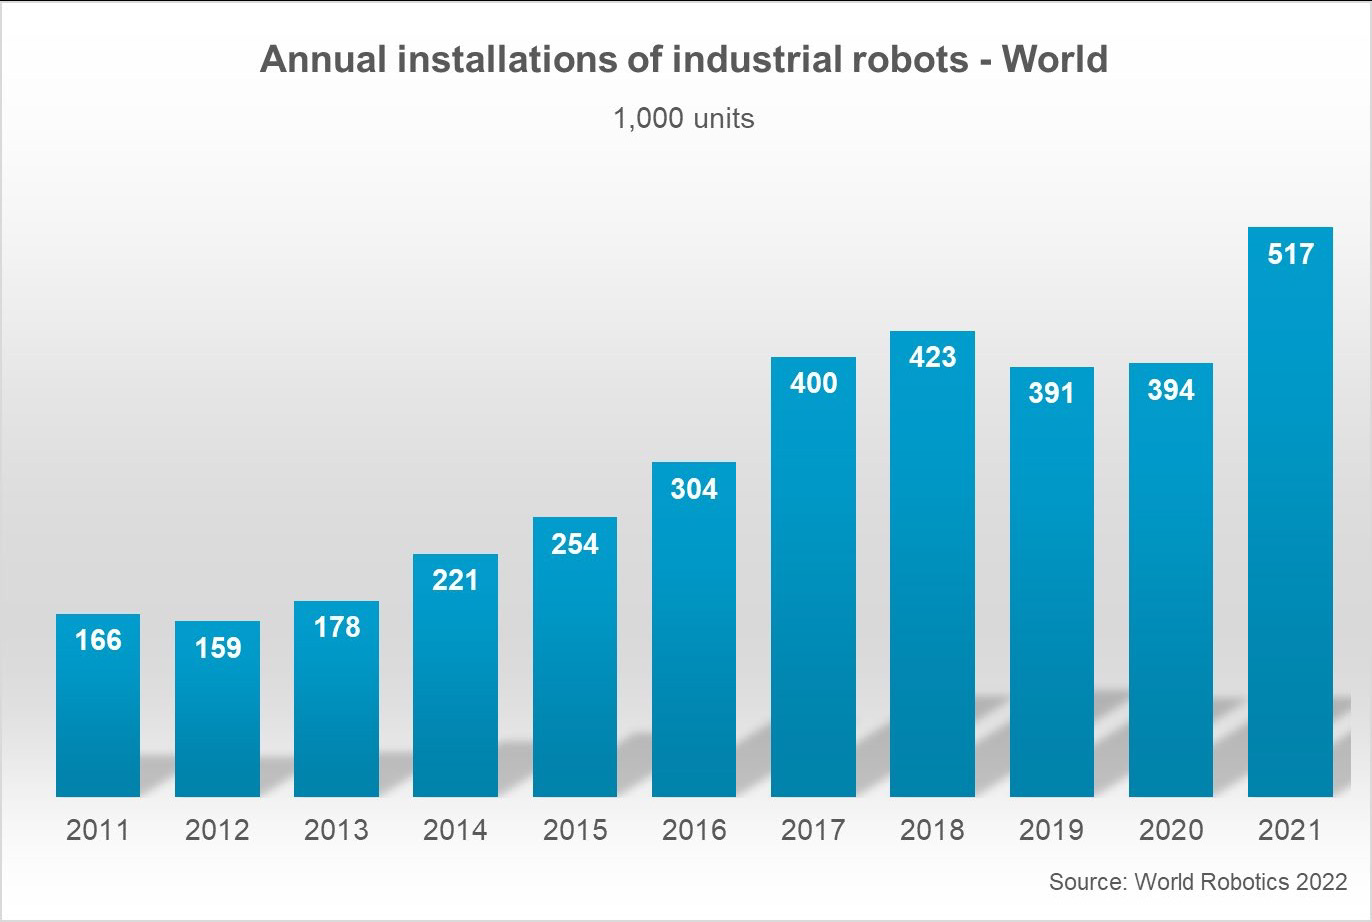 Annual installations of industrial robots - World
1,000 units
517
423
400
391
394
304
254
221
166
159
178
2011 2012 2013 2014 2015 2016 2017 2018 2019 2020 2021
Source: World Robotics 2022